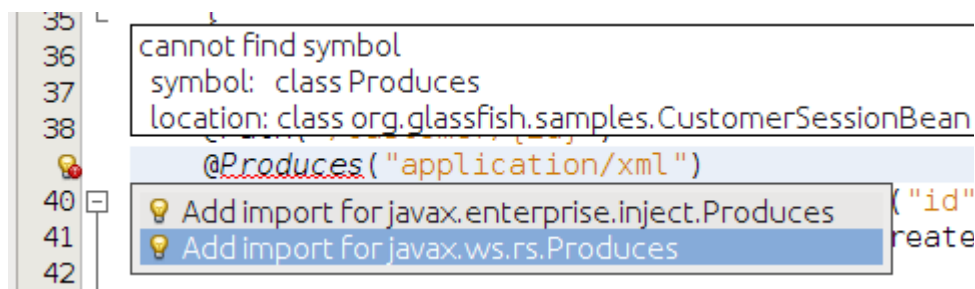 35
36
37
38
cannot find symbol
symbol: class Produces
location: class org.glassfish.samples.CustomerSessionBean
@Produces("application/xml")
40
41
42
Add import for javax.enterprise.inject.Produces
Add import for javax.ws.rs.Produces
("id"
reate